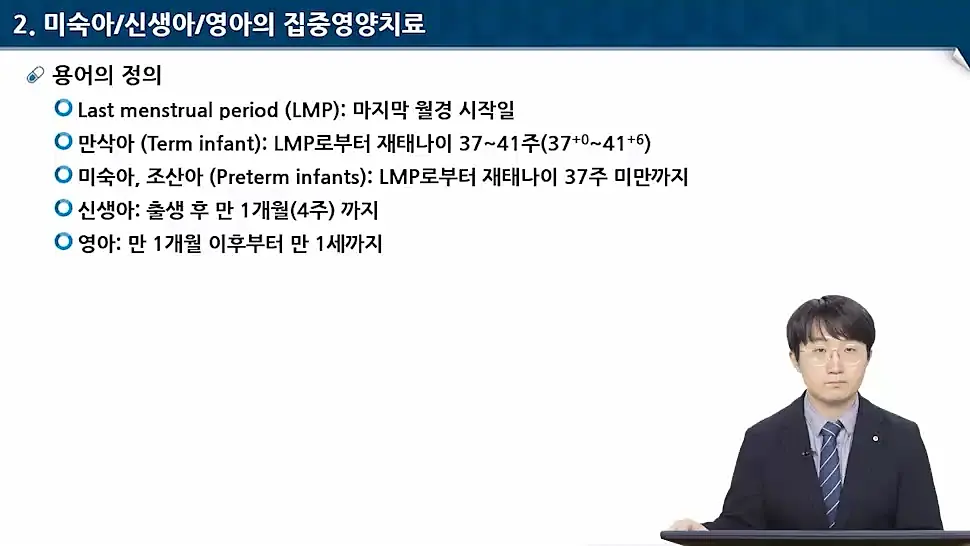 2. 미숙아/신생아/영아의 집중영양치료
용어의 정의
Last menstrual period (LMP): 마지막 월경 시작일
만삭아 (Term infant): LMP로부터 재태나이 37~41주(37⁺⁰~41⁺⁶)
미숙아, 조산아 (Preterm infants): LMP로부터 재태나이 37주 미만까지
신생아: 출생 후 만 1개월(4주) 까지
영아: 만 1개월 이후부터 만 1세까지